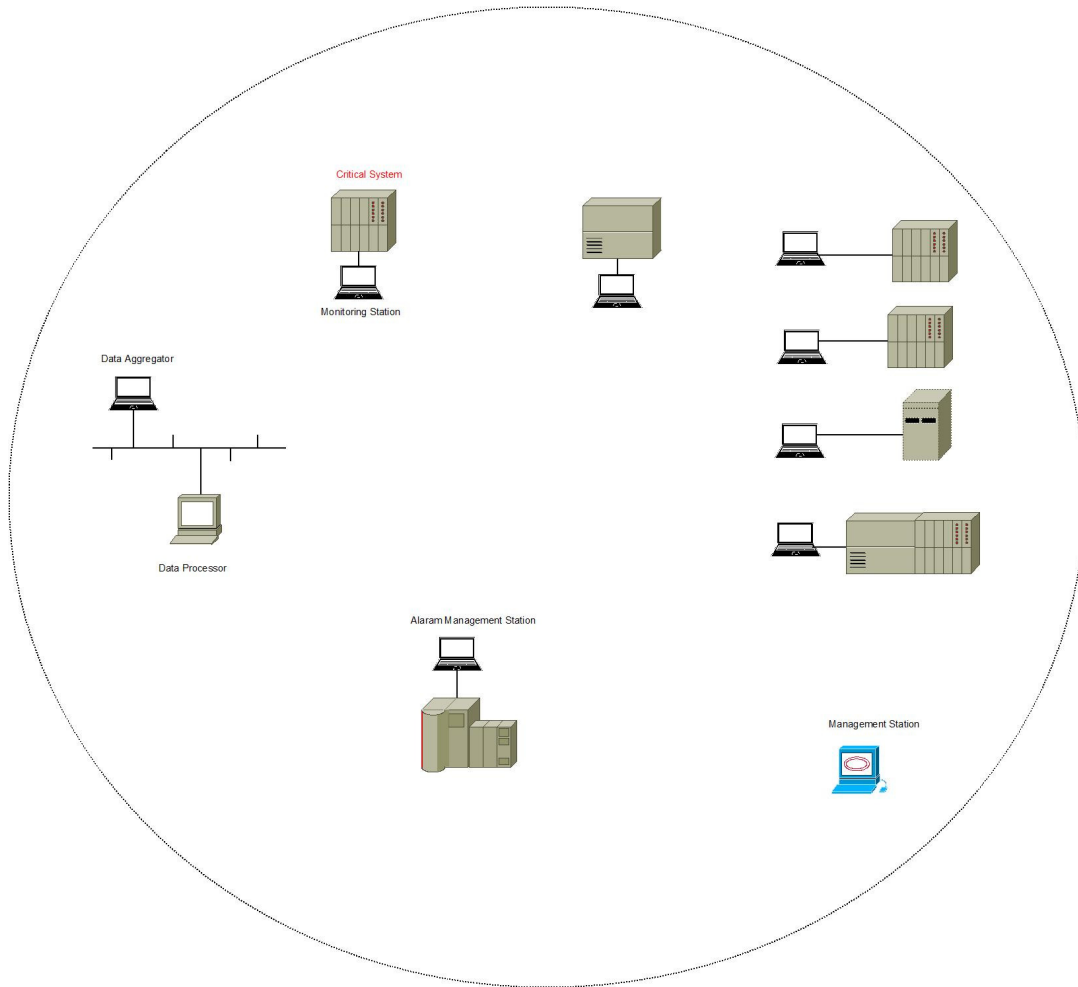 Critical System
Monitoring Station
Data Aggregator
Data Processor
Alaram Management Station
Management Station